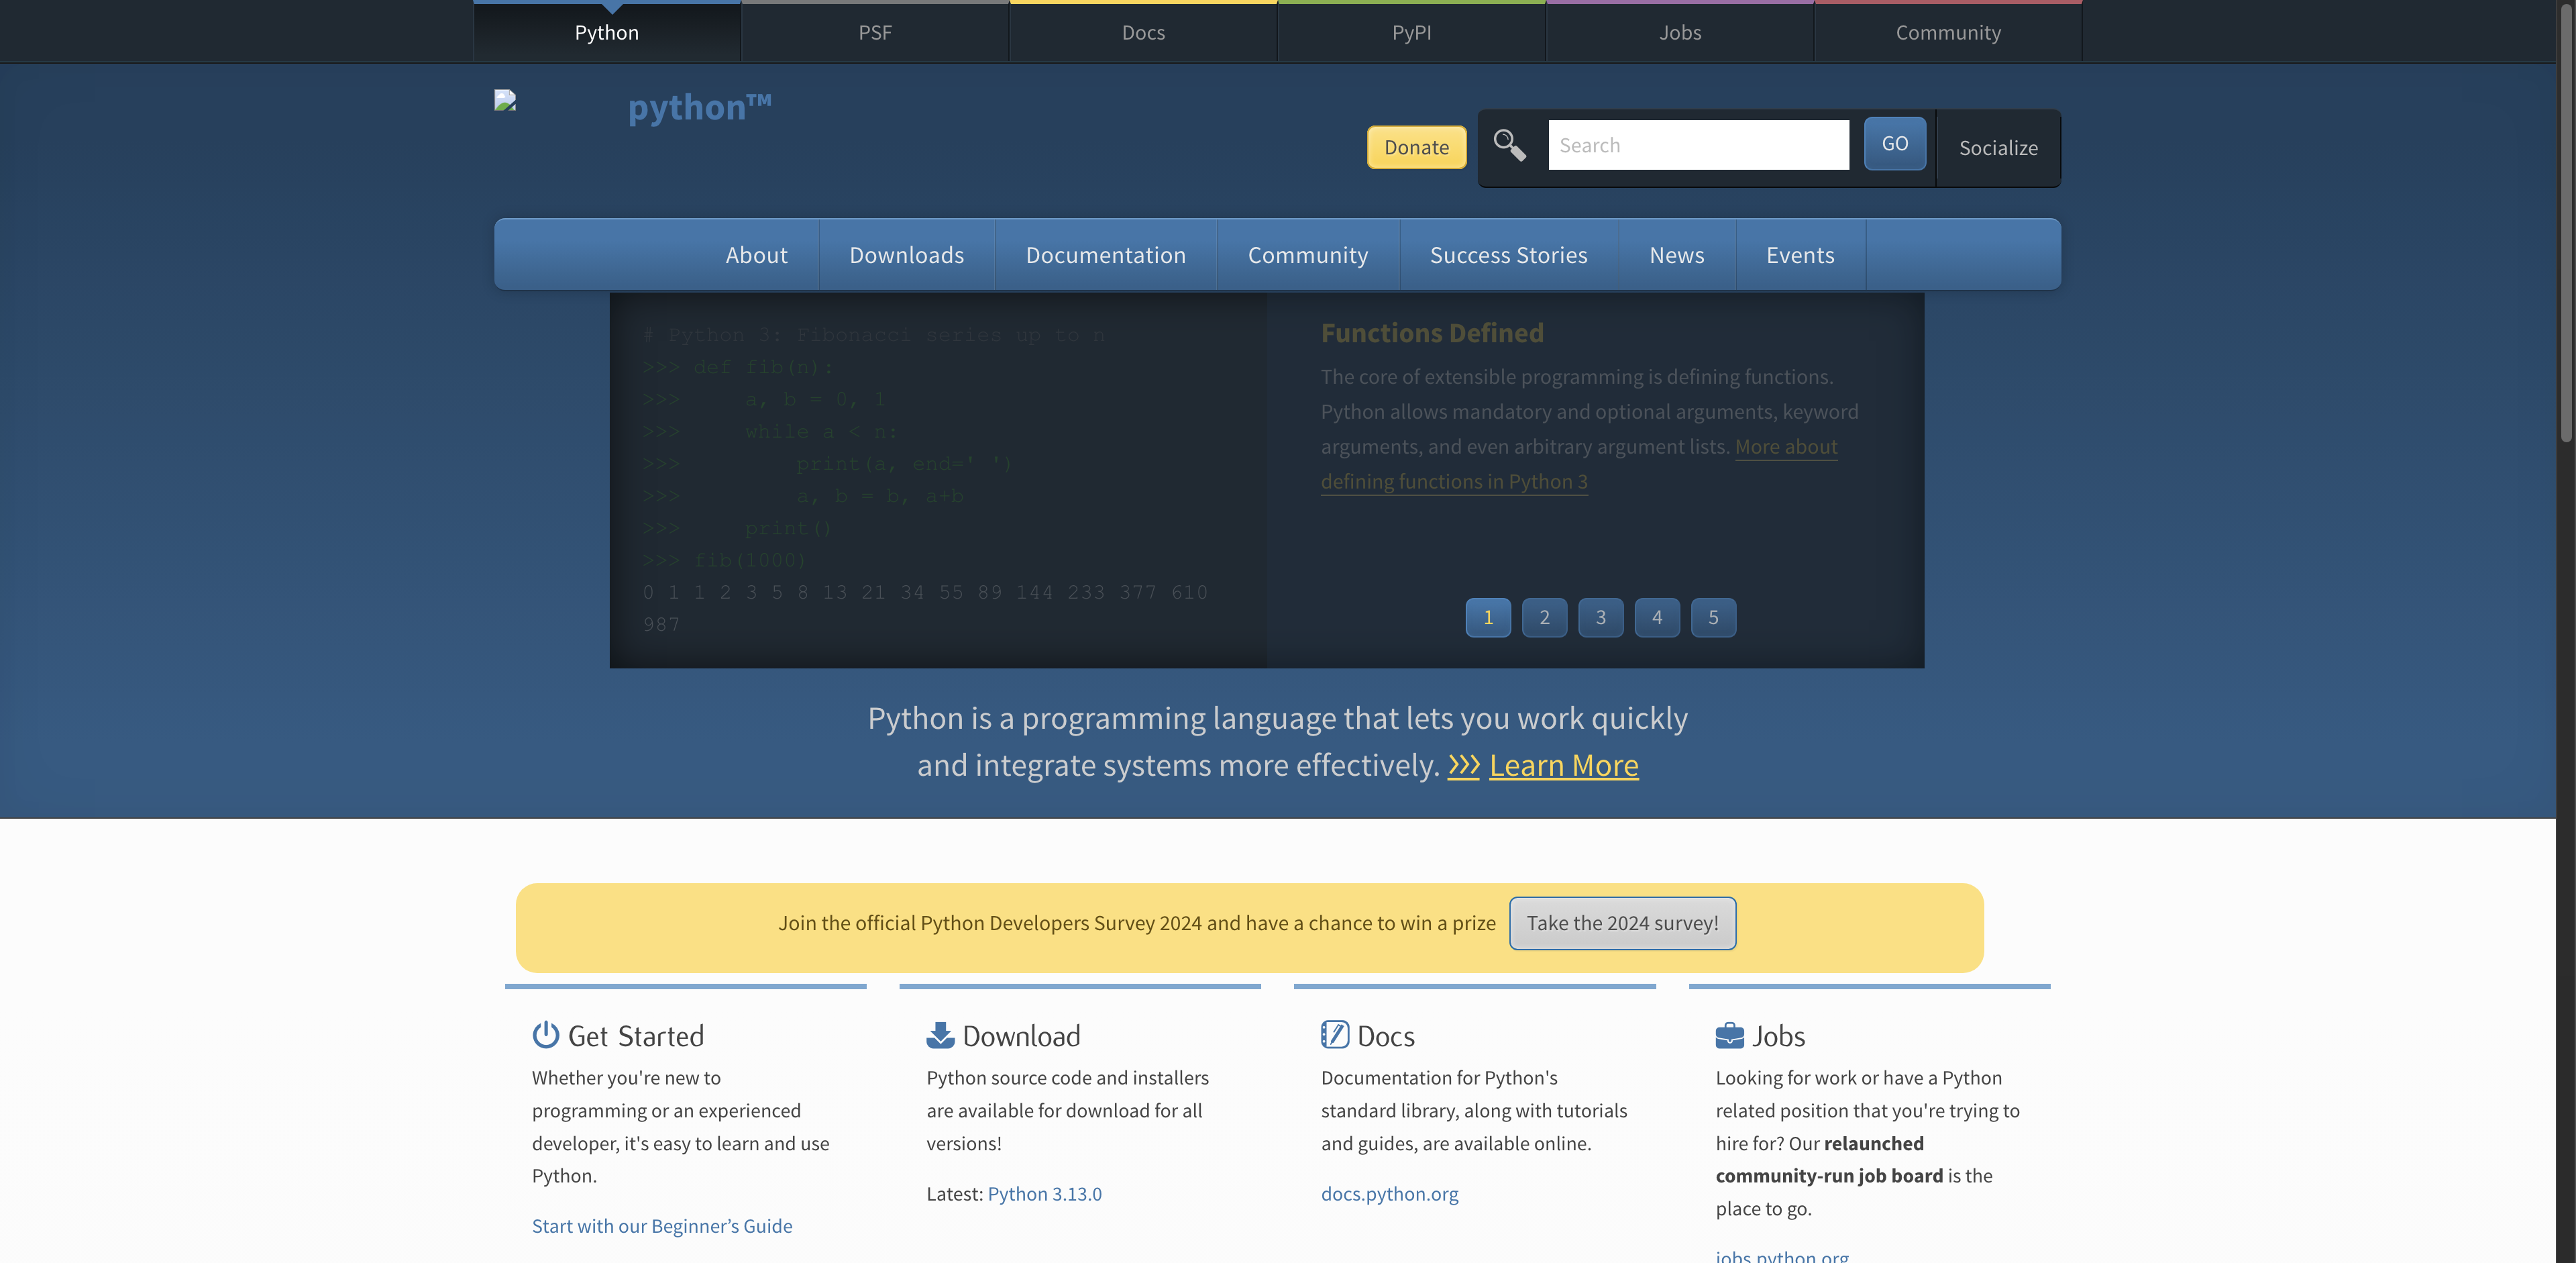 Python
PSF
Docs
PyPI
Jobs
Community
python™
Donate
Search
GO
Socialize
About
Downloads
Documentation
Community
Success Stories
News
Events
# Python 3: Fibonacci series up to n
>>> def fib(n):
>>>     a, b = 0, 1
>>>     while a < n:
>>>         print(a, end=' ')
>>>         a, b = b, a+b
>>>     print()
>>> fib(1000)
0 1 1 2 3 5 8 13 21 34 55 89 144 233 377 610
987
Functions Defined
The core of extensible programming is defining functions.
Python allows mandatory and optional arguments, keyword
arguments, and even arbitrary argument lists. More about
defining functions in Python 3
1
2
3
4
5
Python is a programming language that lets you work quickly
and integrate systems more effectively. >>> Learn More
Join the official Python Developers Survey 2024 and have a chance to win a prize
Take the 2024 survey!
Get Started
Whether you're new to
programming or an experienced
developer, it's easy to learn and use
Python.
Start with our Beginner’s Guide
Download
Python source code and installers
are available for download for all
versions!
Latest: Python 3.13.0
Docs
Documentation for Python's
standard library, along with tutorials
and guides, are available online.
docs.python.org
Jobs
Looking for work or have a Python
related position that you're trying to
hire for? Our relaunched
community-run job board is the
place to go.
jobs.python.org